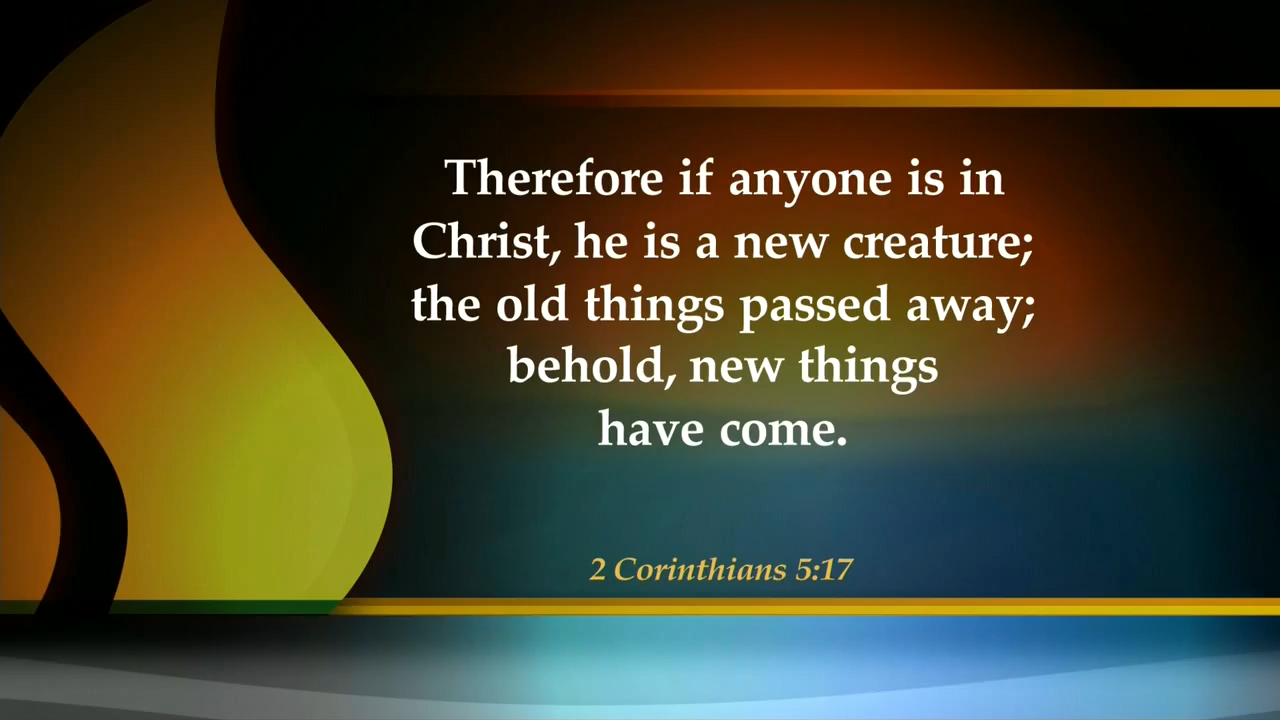 Therefore if anyone is in
Christ, he is a new creature;
the old things passed away;
behold, new things
have come.
2 Corinthians 5:17